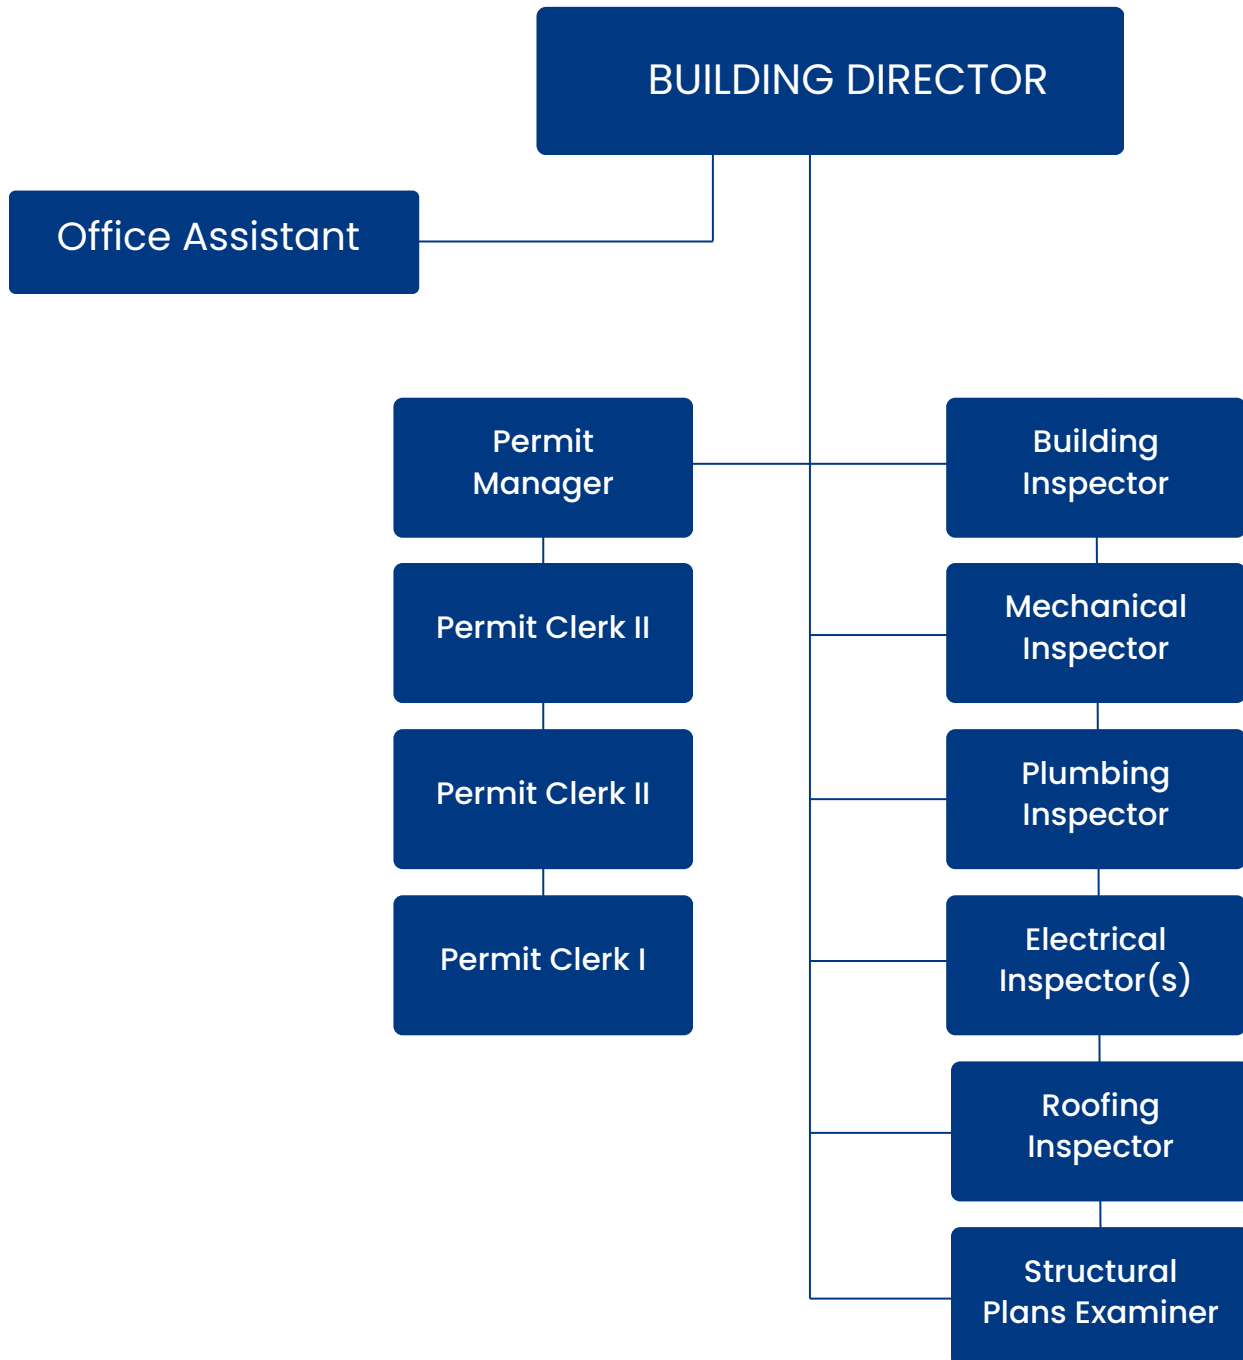 BUILDING DIRECTOR
Office Assistant
Permit
Manager
Permit Clerk II
Permit Clerk II
Permit Clerk I
Building
Inspector
Mechanical
Inspector
Plumbing
Inspector
Electrical
Inspector(s)
Roofing
Inspector
Structural
Plans Examiner